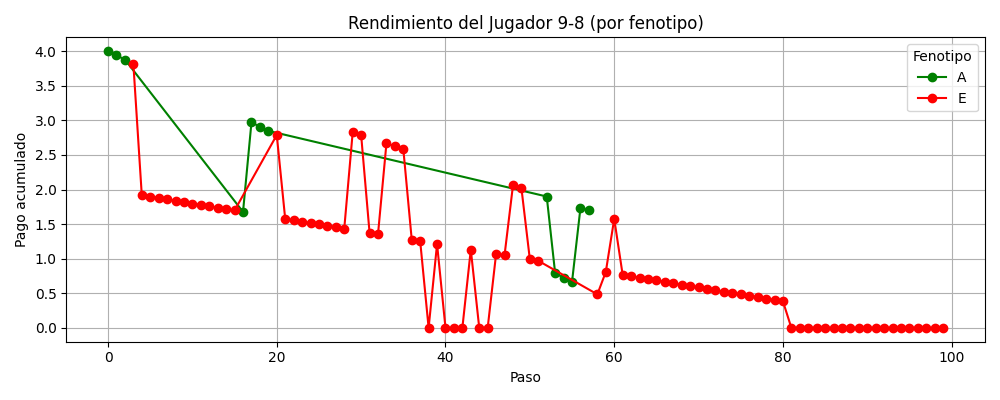 Rendimiento del Jugador 9-8 (por fenotipo)
Fenotipo
A
E
Pago acumulado
4.0
3.5
3.0
2.5
2.0
1.5
1.0
0.5
0.0
0 20 40 60 80 100
Paso